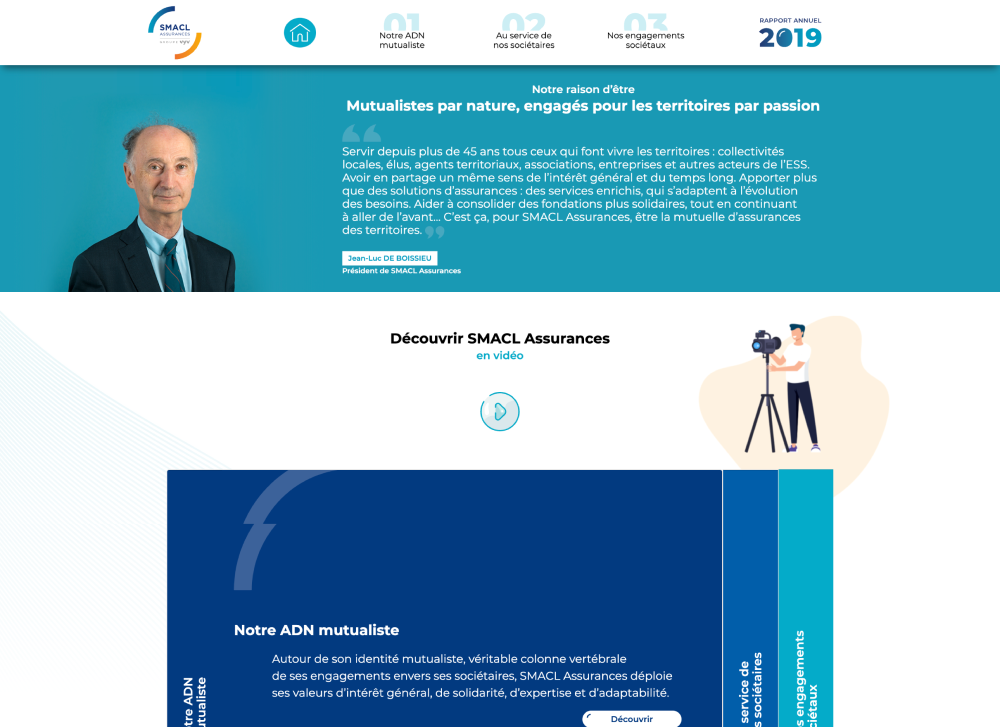 SMACL
ASSURANCES
GROUPE vyv
01
Notre ADN
mutualiste
02
Au service de
nos sociétaires
03
Nos engagements
sociétaux
RAPPORT ANNUEL
2019
Notre raison d’être
Mutualistes par nature, engagés pour les territoires par passion
Servir depuis plus de 45 ans tous ceux qui font vivre les territoires : collectivités
locales, élus, agents territoriaux, associations, entreprises et autres acteurs de l’ESS.
Avoir en partage un même sens de l’intérêt général et du temps long. Apporter plus
que des solutions d’assurances : des services enrichis, qui s’adaptent à l’évolution
des besoins. Aider à consolider des fondations plus solidaires, tout en continuant
à aller de l’avant… C’est ça, pour SMACL Assurances, être la mutuelle d’assurances
des territoires.
Jean-Luc DE BOISSIEU
Président de SMACL Assurances
Découvrir SMACL Assurances
en vidéo
Notre ADN mutualiste
Autour de son identité mutualiste, véritable colonne vertébrale
de ses engagements envers ses sociétaires, SMACL Assurances déploie
ses valeurs d’intérêt général, de solidarité, d’expertise et d’adaptabilité.
Découvrir
tre ADN
tualiste
service de
s sociétaires
s engagements
iétaux